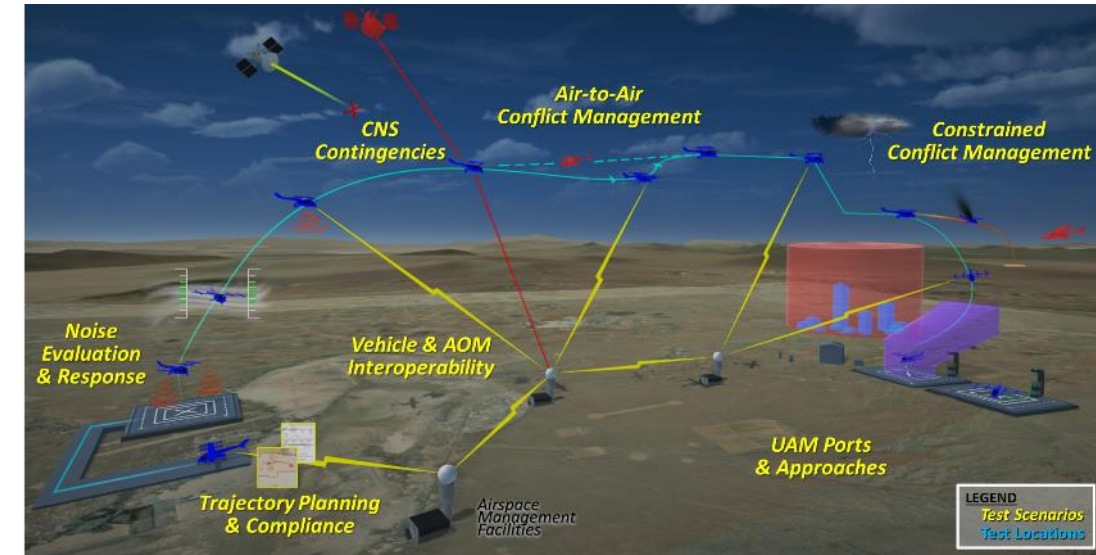 Air-to-Air
Conflict Management
CNS
Contingencies
Constrained
Conflict Management
Noise
Evaluation
& Response
Vehicle & AOM
Interoperability
UAM Ports
& Approaches
Trajectory Planning
& Compliance
Airspace
Management
Facilities
LEGEND
Test Scenarios
Test Locations